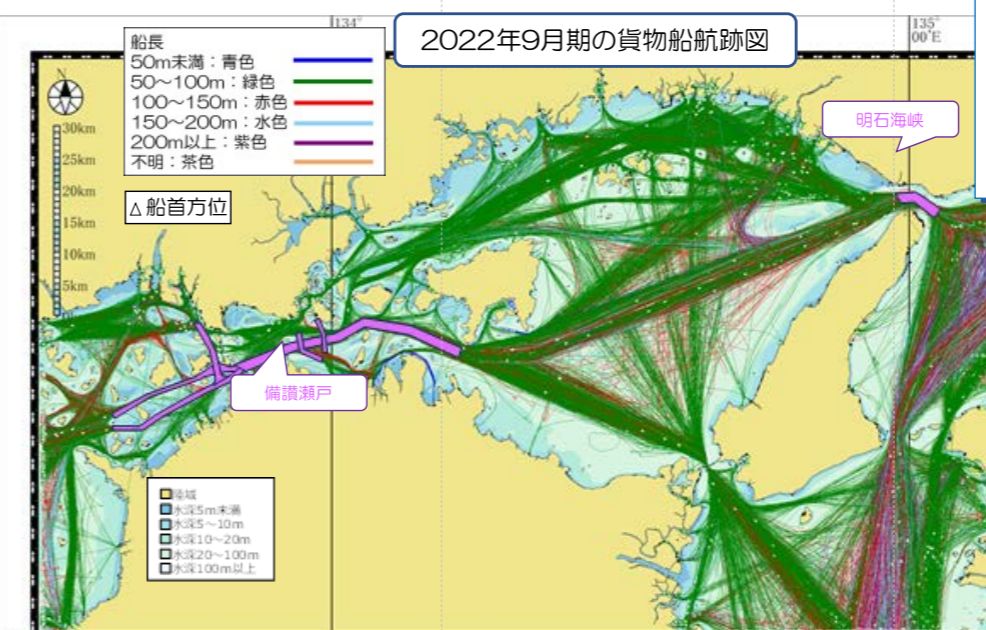 134°
135°
00'E
2022年9月期の貨物船航跡図
船長
50m未満：青色
50～100m：緑色
100～150m：赤色
150～200m：水色
200m以上：紫色
不明：茶色
N
30km
25km
20km
15km
10km
5km
△船首方位
明石海峡
備讃瀬戸
陸域
水深5m未満
水深5～10m
水深10～20m
水深20～100m
水深100m以上